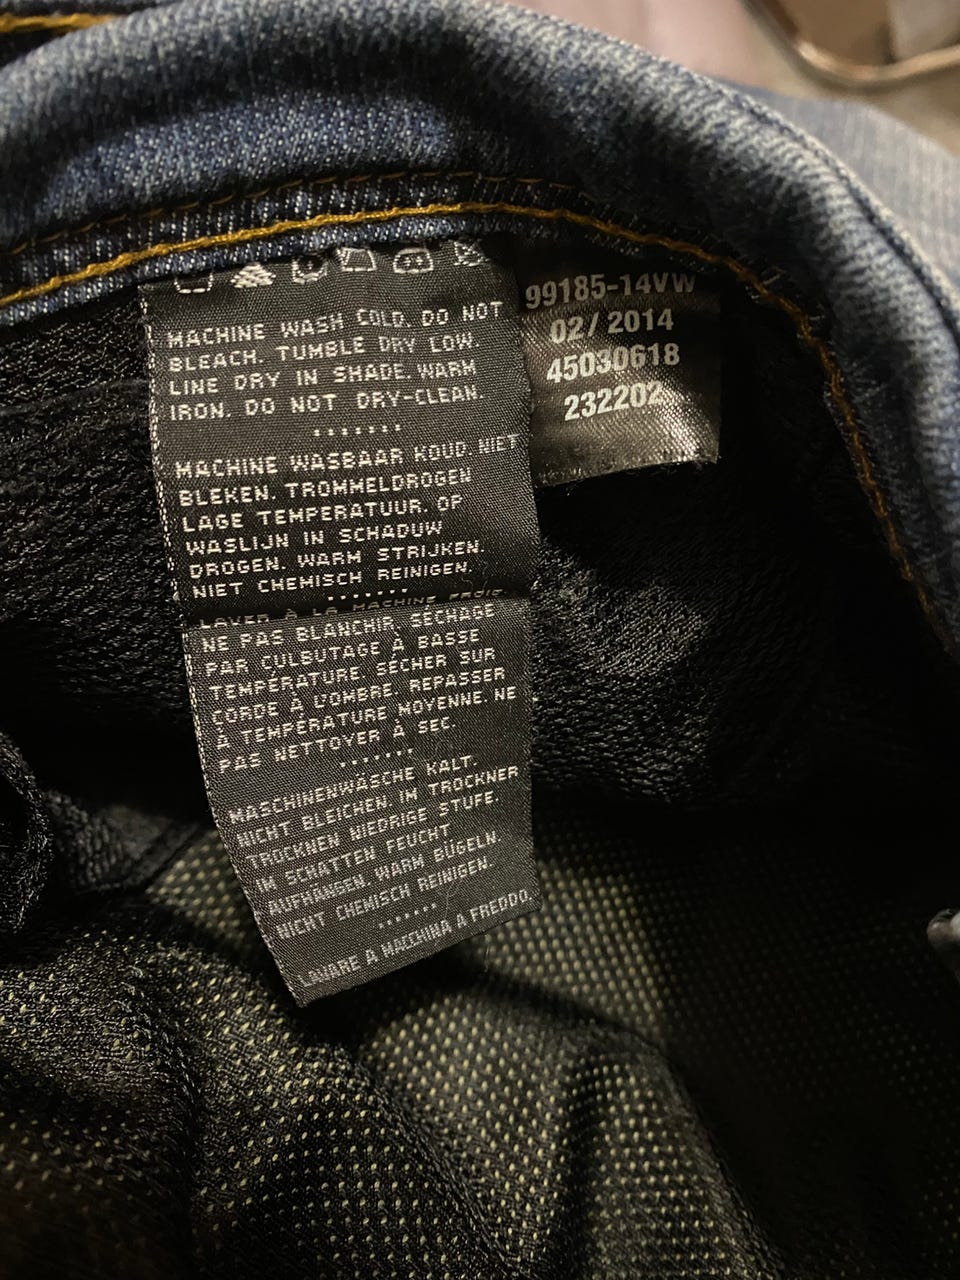 MACHINE WASH COLD. DO NOT
BLEACH. TUMBLE DRY LOW.
LINE DRY IN SHADE. WARM
IRON. DO NOT DRY-CLEAN.
.......
MACHINE WASBAAR KOUD. NIET
BLEKEN. TROMMELDROGEN
LAGE TEMPERATUUR. OP
WASLIJN IN SCHADUW
DROGEN. WARM STRIJKEN.
NIET CHEMISCH REINIGEN.
.......
LAVER À LA MACHINE FROID
NE PAS BLANCHIR. SÉCHAGE
PAR CULBUTAGE À BASSE
TEMPÉRATURE. SÉCHER SUR
CORDE À L'OMBRE. REPASSER
À TEMPÉRATURE MOYENNE. NE
PAS NETTOYER À SEC.
.......
MASCHINENWÄSCHE KALT.
NICHT BLEICHEN. IM TROCKNER
TROCKNEN NIEDRIGE STUFE.
IM SCHATTEN FEUCHT
AUFHÄNGEN. WARM BÜGELN.
NICHT CHEMISCH REINIGEN.
.......
LAVARE A MACCHINA A FREDDO.
99185-14VW
02/2014
45030618
232202